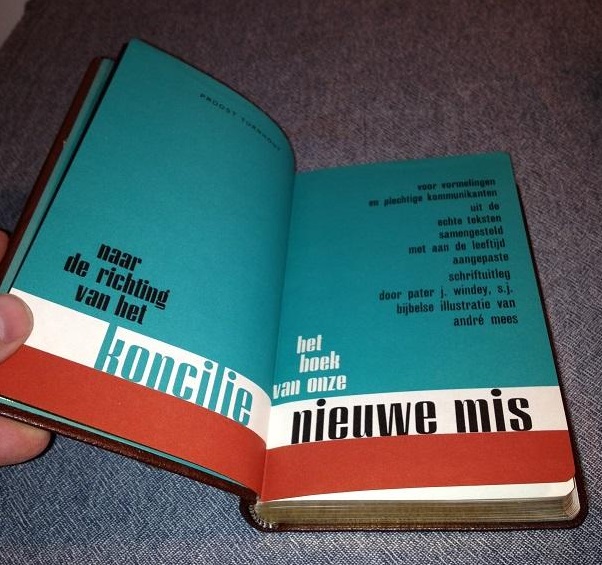 PROOST TURNHOUT
naar
de richting
van het
koncilie
voor vormelingen
en plechtige kommunikanten
uit de
echte teksten
samengesteld
met aan de leeftijd
aangepaste
schriftuitleg
door pater j. windey, s.j.
bijbelse illustratie van
andré mees
het
boek
van onze
nieuwe mis